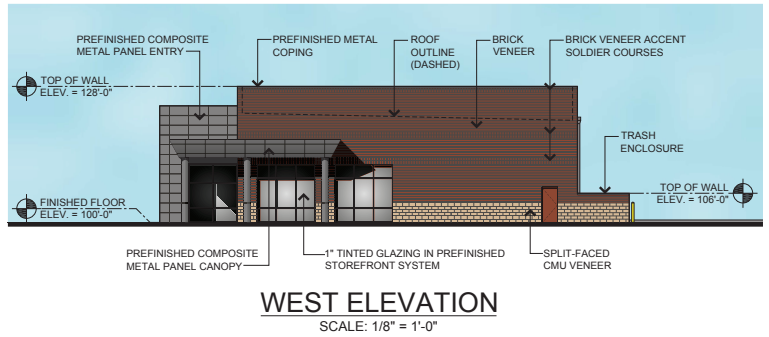 PREFINISHED COMPOSITE
METAL PANEL ENTRY
PREFINISHED METAL
COPING
ROOF
OUTLINE
(DASHED)
BRICK
VENEER
BRICK VENEER ACCENT
SOLDIER COURSES
TOP OF WALL
ELEV. = 128'-0"
TRASH
ENCLOSURE
TOP OF WALL
ELEV. = 106'-0"
FINISHED FLOOR
ELEV. = 100'-0"
PREFINISHED COMPOSITE
METAL PANEL CANOPY
1" TINTED GLAZING IN PREFINISHED
STOREFRONT SYSTEM
SPLIT-FACED
CMU VENEER
WEST ELEVATION
SCALE: 1/8" = 1'-0"